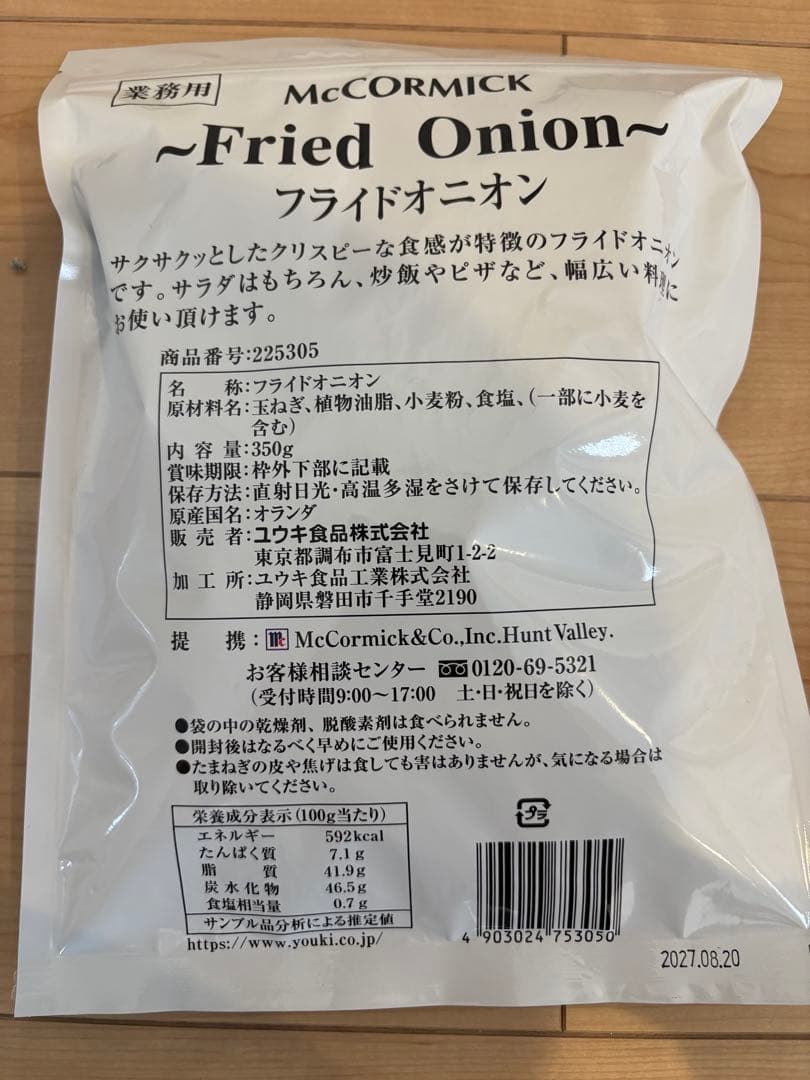 業務用
McCORMICK
~Fried Onion~
フライドオニオン
サクサクッとしたクリスピーな食感が特徴のフライドオニオン
です。サラダはもちろん、炒飯やピザなど、幅広い料理に
お使い頂けます。
商品番号:225305
名称:フライドオニオン
原材料名:玉ねぎ、植物油脂、小麦粉、食塩、(一部に小麦を
含む)
内容量:350g
賞味期限:枠外下部に記載
保存方法:直射日光・高温多湿をさけて保存してください。
原産国名:オランダ
販売者:ユウキ食品株式会社
東京都調布市富士見町1-2-2
加工所:ユウキ食品工業株式会社
静岡県磐田市千手堂2190
提携: Mc McCormick&Co.,Inc.Hunt Valley.
お客様相談センター 0120-69-5321
(受付時間9:00〜17:00 土・日・祝日を除く)
●袋の中の乾燥剤、脱酸素剤は食べられません。
●開封後はなるべく早めにご使用ください。
●たまねぎの皮や焦げは食しても害はありませんが、気になる場合は
取り除いてください。
栄養成分表示(100g当たり)
エネルギー 592kcal
たんぱく質 7.1g
脂質 41.9g
炭水化物 46.5g
食塩相当量 0.7g
サンプル品分析による推定値
https://www.youki.co.jp/
プラ
4 903024 753050
2027.08.20